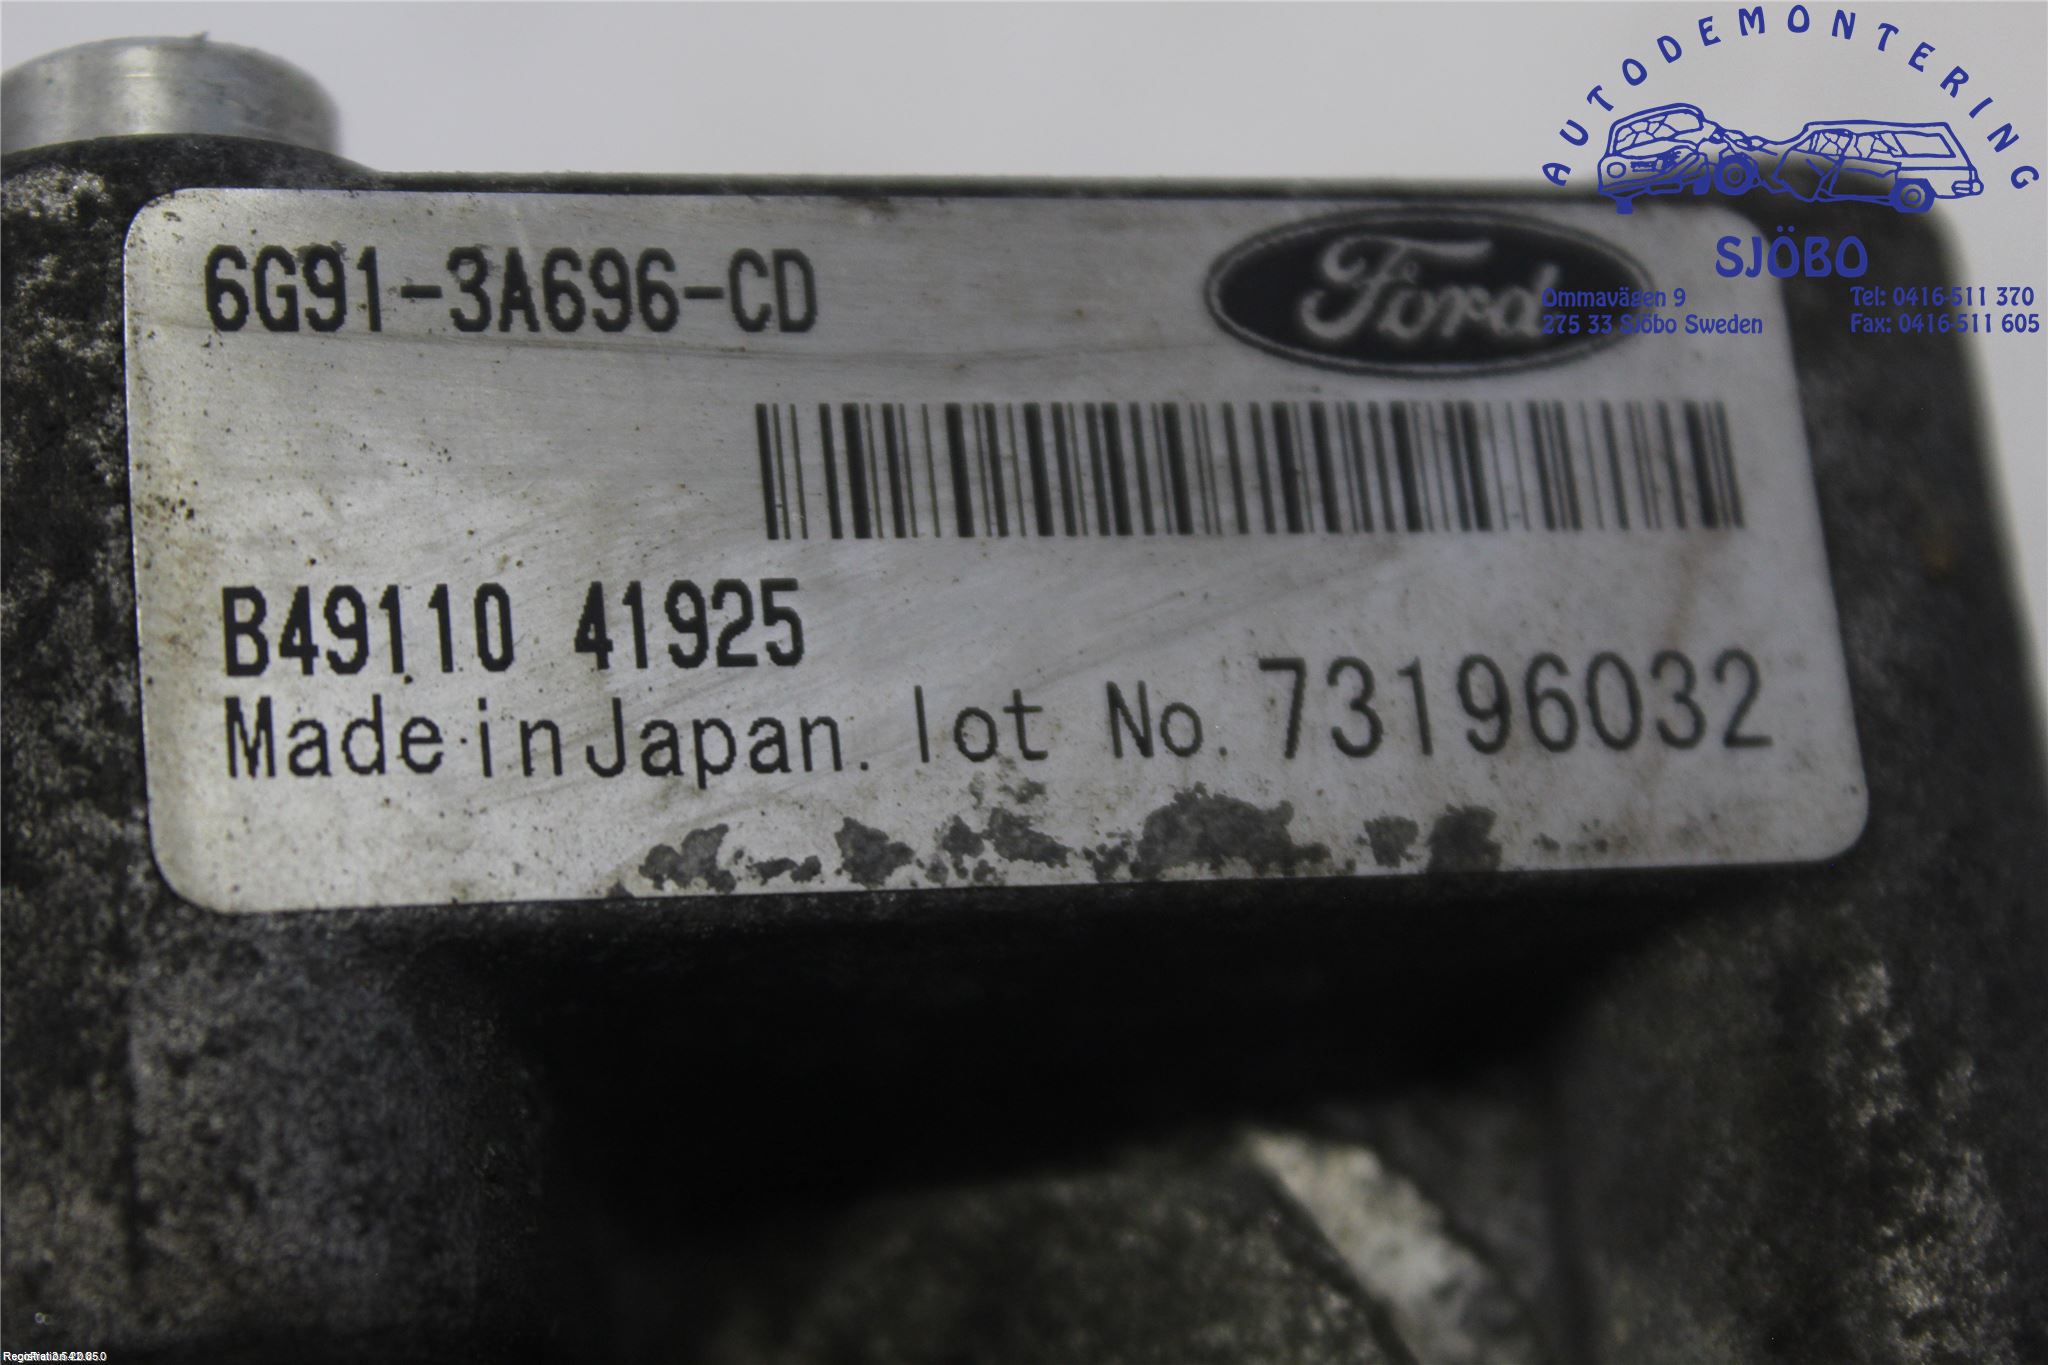 AUTODEMONTERING
SJÖBO
Ommavägen 9
275 33 Sjöbo Sweden
Tel: 0416-511 370
Fax: 0416-511 605
6G91-3A696-CD
Ford
B49110 41925
Made in Japan. lot No. 73196032